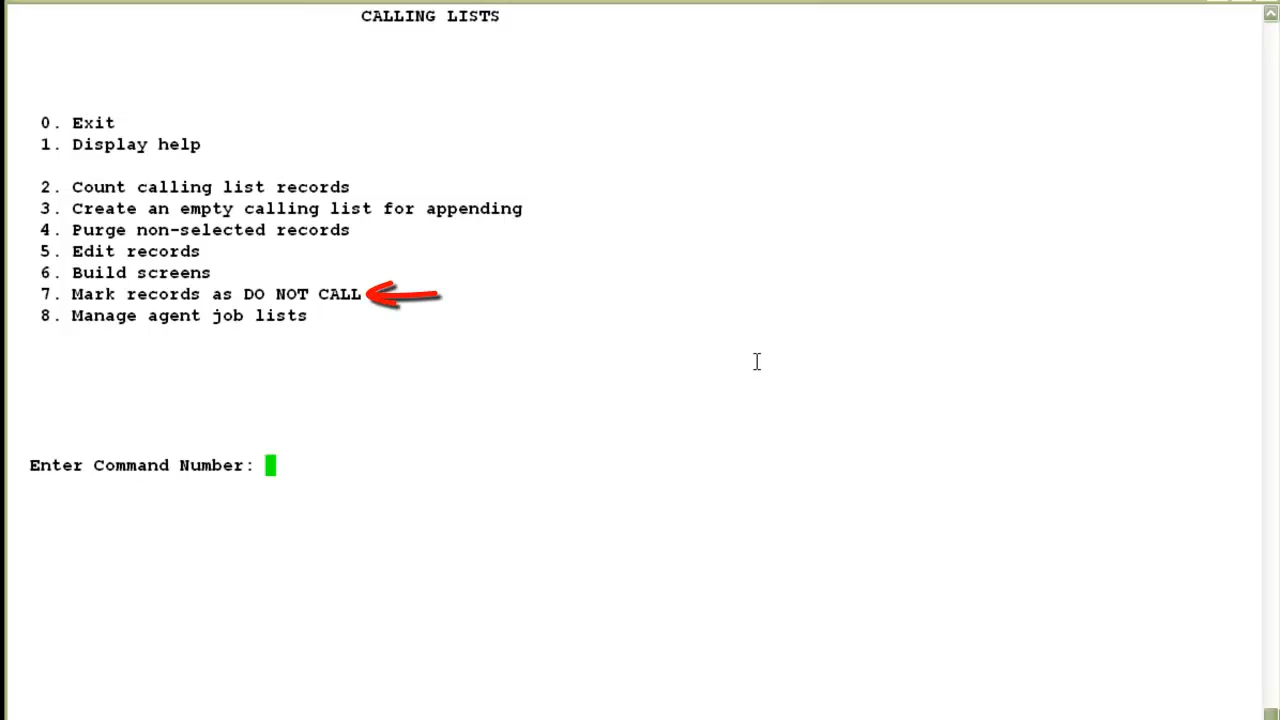 CALLING LISTS
0. Exit
1. Display help
2. Count calling list records
3. Create an empty calling list for appending
4. Purge non-selected records
5. Edit records
6. Build screens
7. Mark records as DO NOT CALL
8. Manage agent job lists
Enter Command Number: